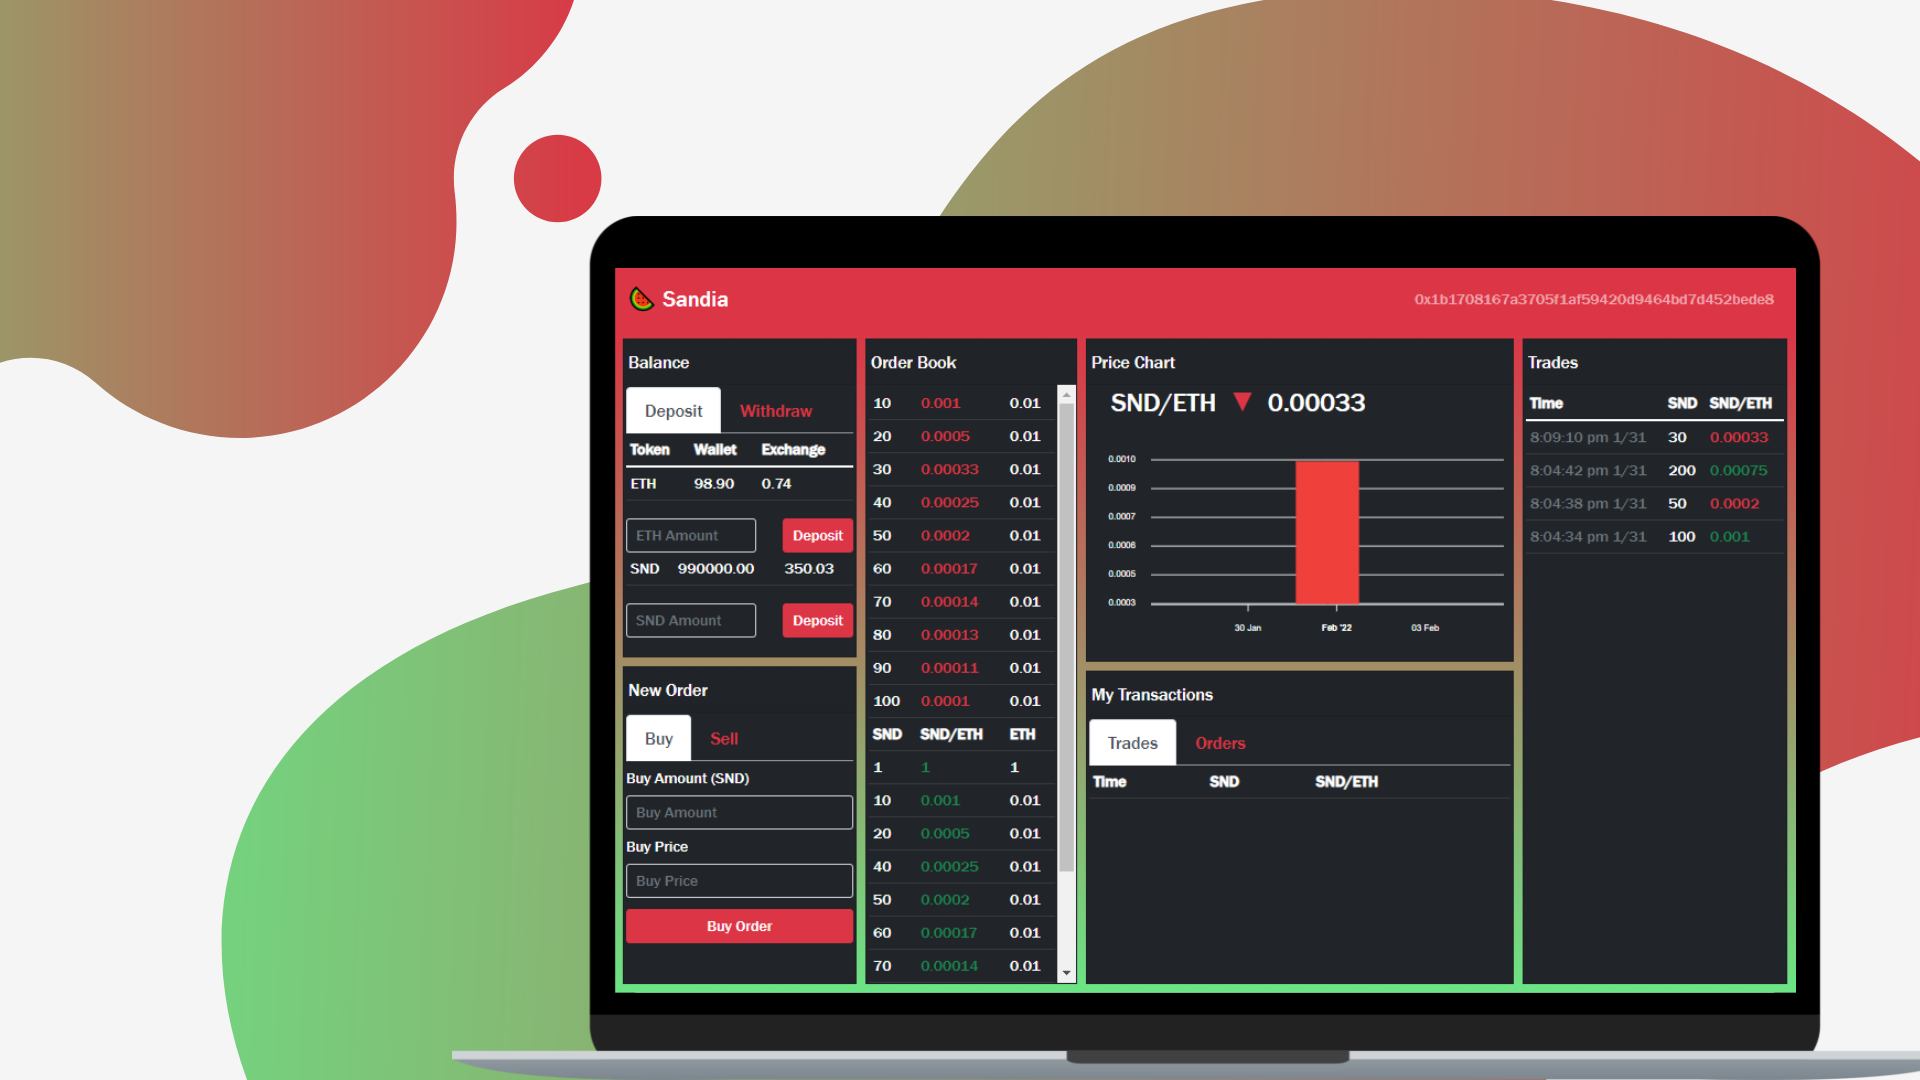 Sandia
0x1b1708167a3705f1af59420d9464bd7d452bede8
Balance
Deposit Withdraw
Token Wallet Exchange
ETH 98.90 0.74
ETH Amount Deposit
SND 990000.00 350.03
SND Amount Deposit
New Order
Buy Sell
Buy Amount (SND)
Buy Amount
Buy Price
Buy Price
Buy Order
Order Book
10 0.001 0.01
20 0.0005 0.01
30 0.00033 0.01
40 0.00025 0.01
50 0.0002 0.01
60 0.00017 0.01
70 0.00014 0.01
80 0.00013 0.01
90 0.00011 0.01
100 0.0001 0.01
SND SND/ETH ETH
1 1 1
10 0.001 0.01
20 0.0005 0.01
40 0.00025 0.01
50 0.0002 0.01
60 0.00017 0.01
70 0.00014 0.01
Price Chart
SND/ETH ▼ 0.00033
0.0010
0.0009
0.0007
0.0006
0.0005
0.0003
30 Jan Feb '22 03 Feb
My Transactions
Trades Orders
Time SND SND/ETH
Trades
Time SND SND/ETH
8:09:10 pm 1/31 30 0.00033
8:04:42 pm 1/31 200 0.00075
8:04:38 pm 1/31 50 0.0002
8:04:34 pm 1/31 100 0.001